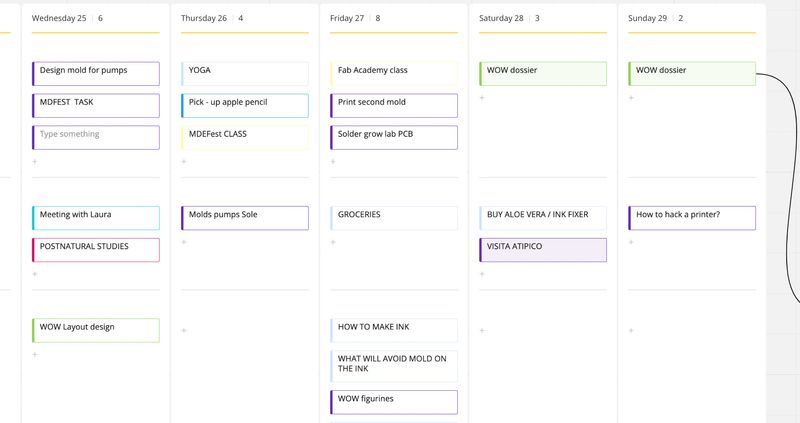 Wednesday 25 | 6
Design mold for pumps
MDFEST  TASK
Type something
+
Meeting with Laura
POSTNATURAL STUDIES
+
WOW Layout design
+
Thursday 26 | 4
YOGA
Pick - up apple pencil
MDEFest CLASS
+
Molds pumps Sole
+
+
Friday 27 | 8
Fab Academy class
Print second mold
Solder grow lab PCB
+
GROCERIES
+
HOW TO MAKE INK
WHAT WILL AVOID MOLD ON
THE INK
WOW figurines
Saturday 28 | 3
WOW dossier
+
BUY ALOE VERA / INK FIXER
VISITA ATIPICO
+
+
Sunday 29 | 2
WOW dossier
+
How to hack a printer?
+
+